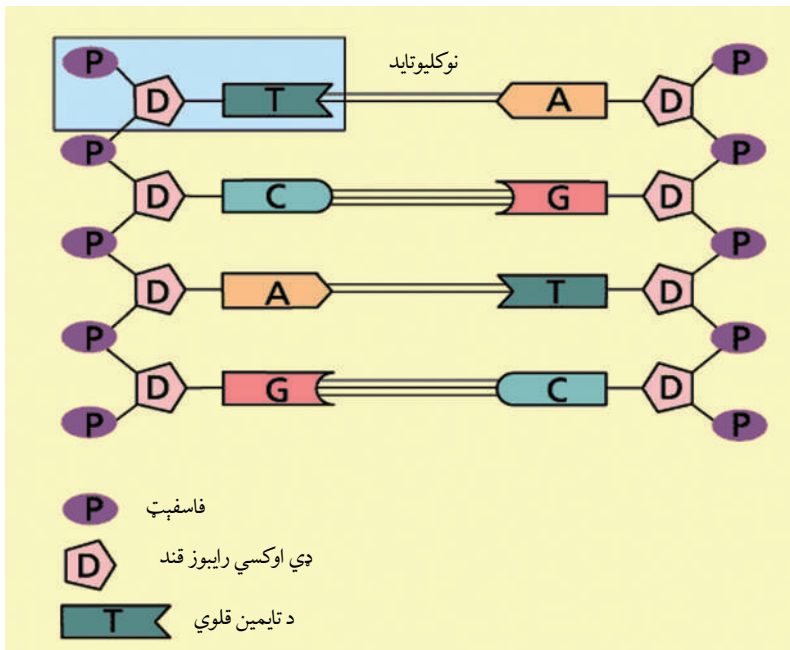 P نوکلیوتاید P
D T A D
P P
D C G D
P P
D A T D
P P
D G C D
P P
P فاسفېټ
D ډي اوکسي رایبوز قند
T د تایمین قلوي